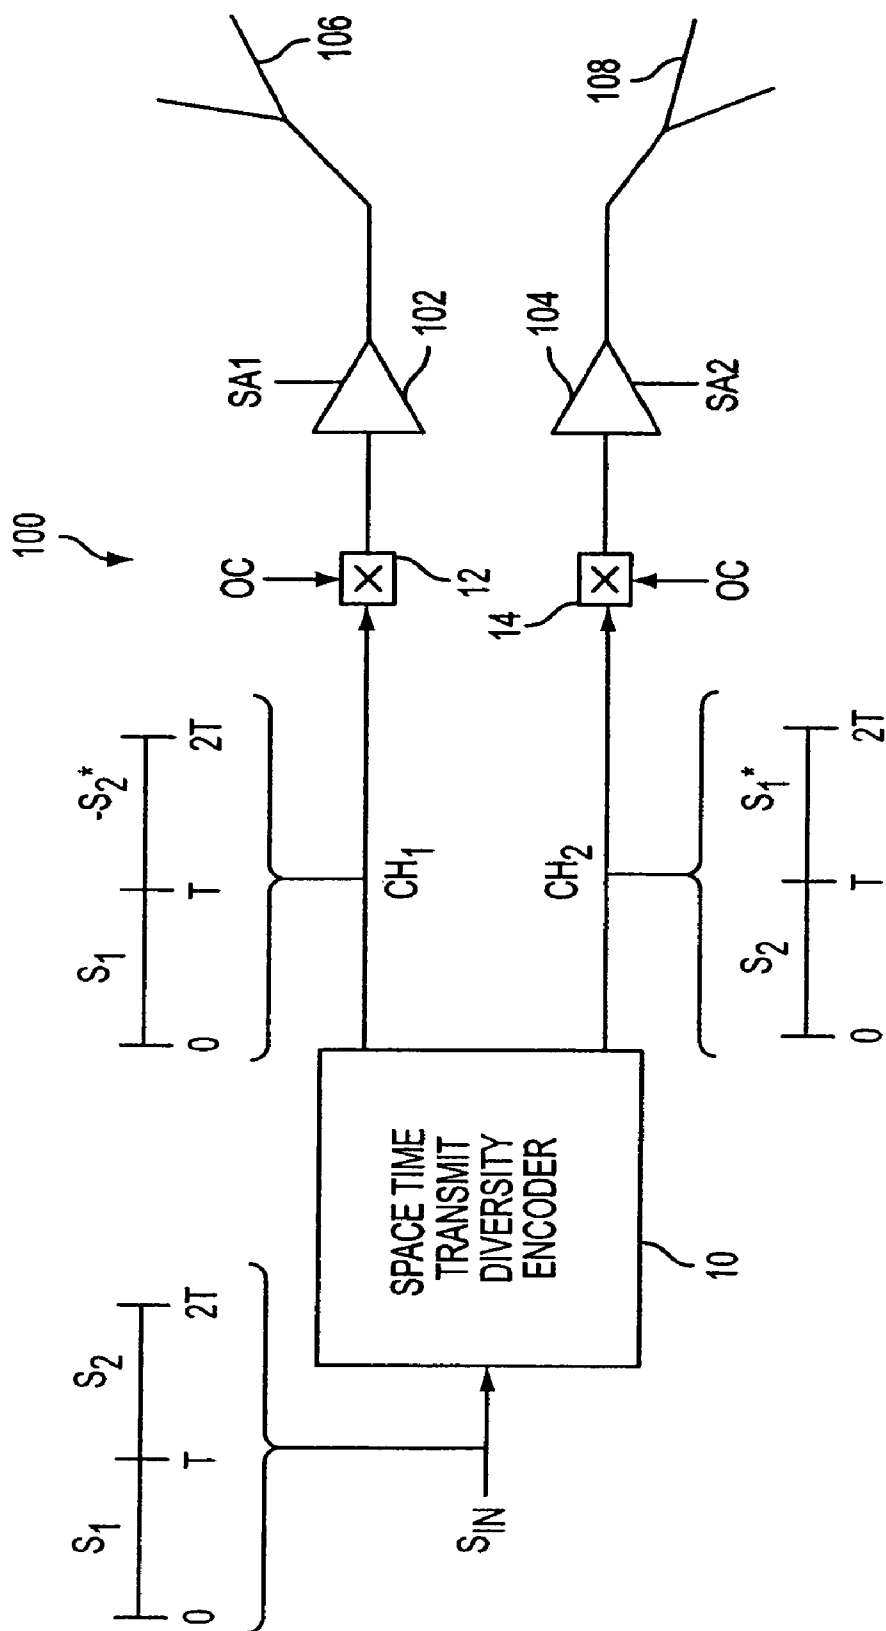 100
S1 S2
0 T 2T
SIN
SPACE TIME
TRANSMIT
DIVERSITY
ENCODER
10
S1 -S2*
0 T 2T
CH1
CH2
S2 S1*
0 T 2T
OC
12
14
OC
SA1
102
104
SA2
106
108